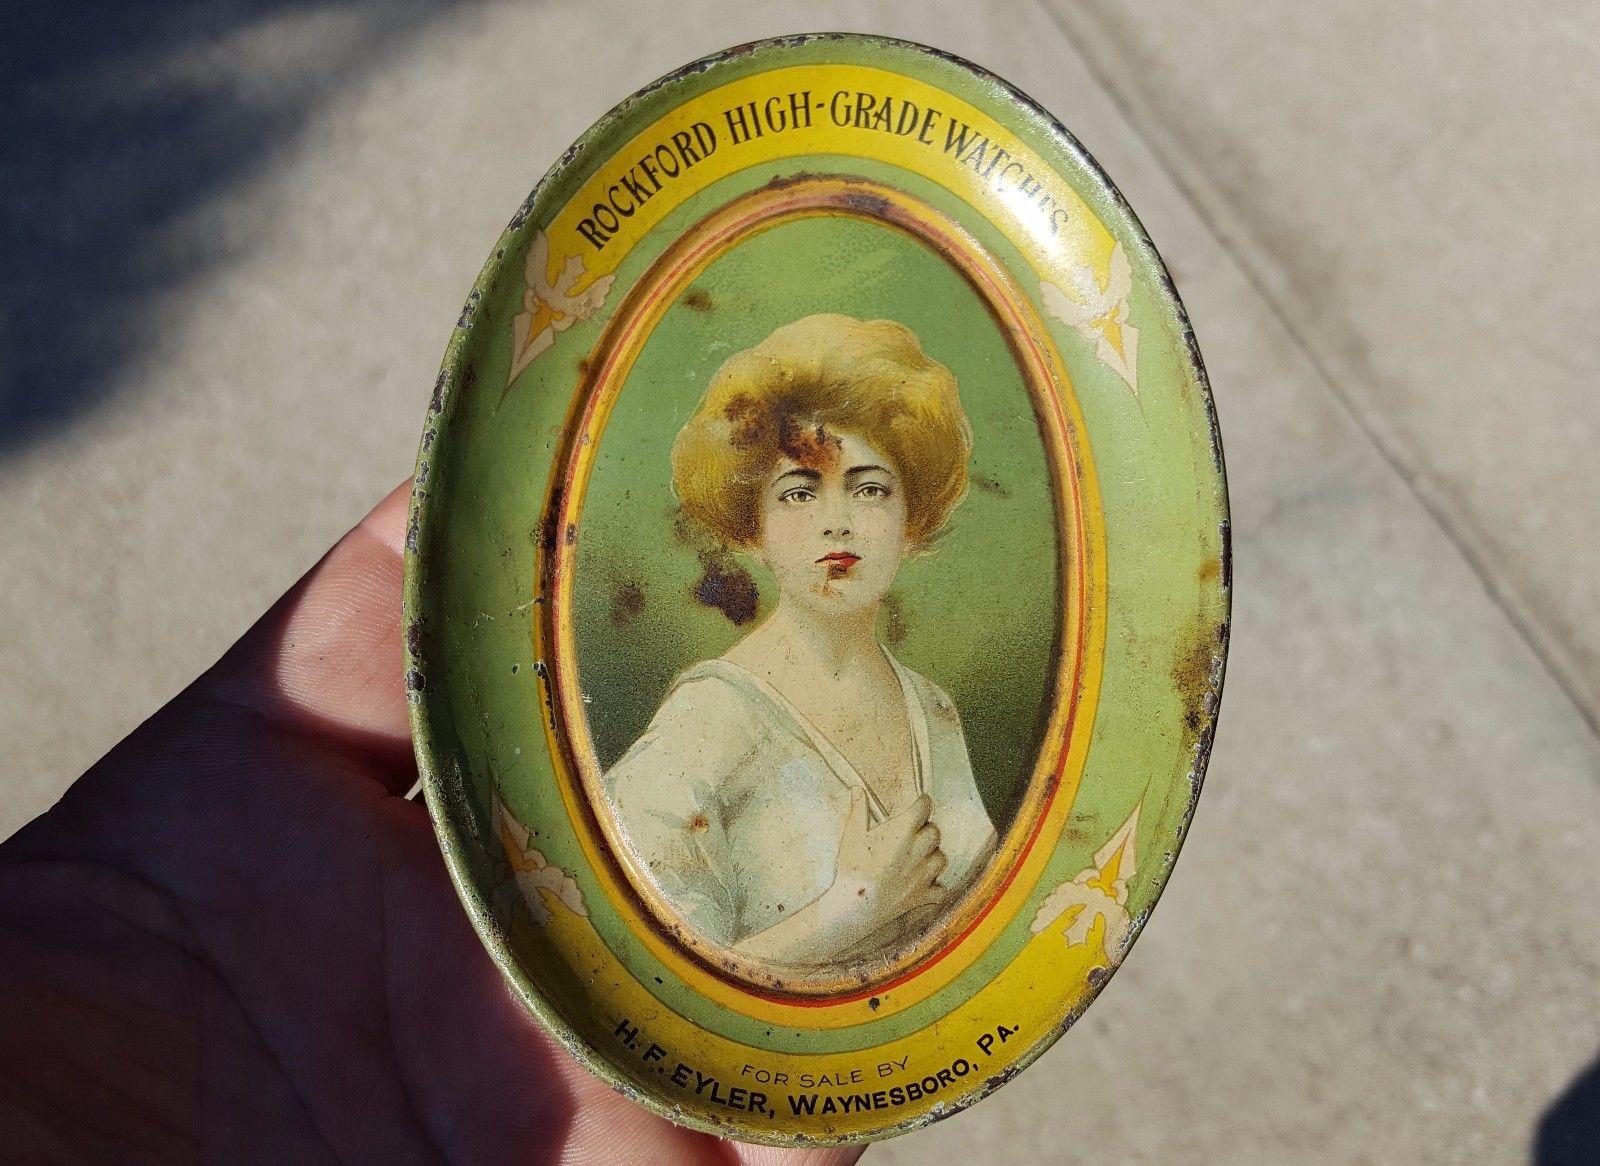 ROCKFORD HIGH-GRADE WATCHES
FOR SALE BY
H. F. EYLER, WAYNESBORO, PA.